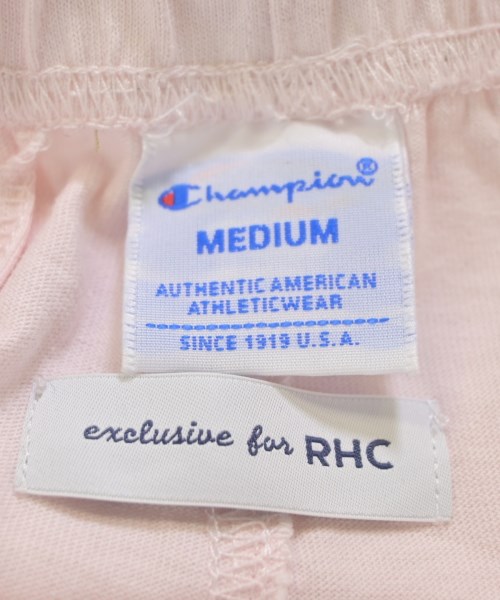 Champion®
MEDIUM
AUTHENTIC AMERICAN
ATHLETICWEAR
SINCE 1919 U.S.A.
exclusive for RHC